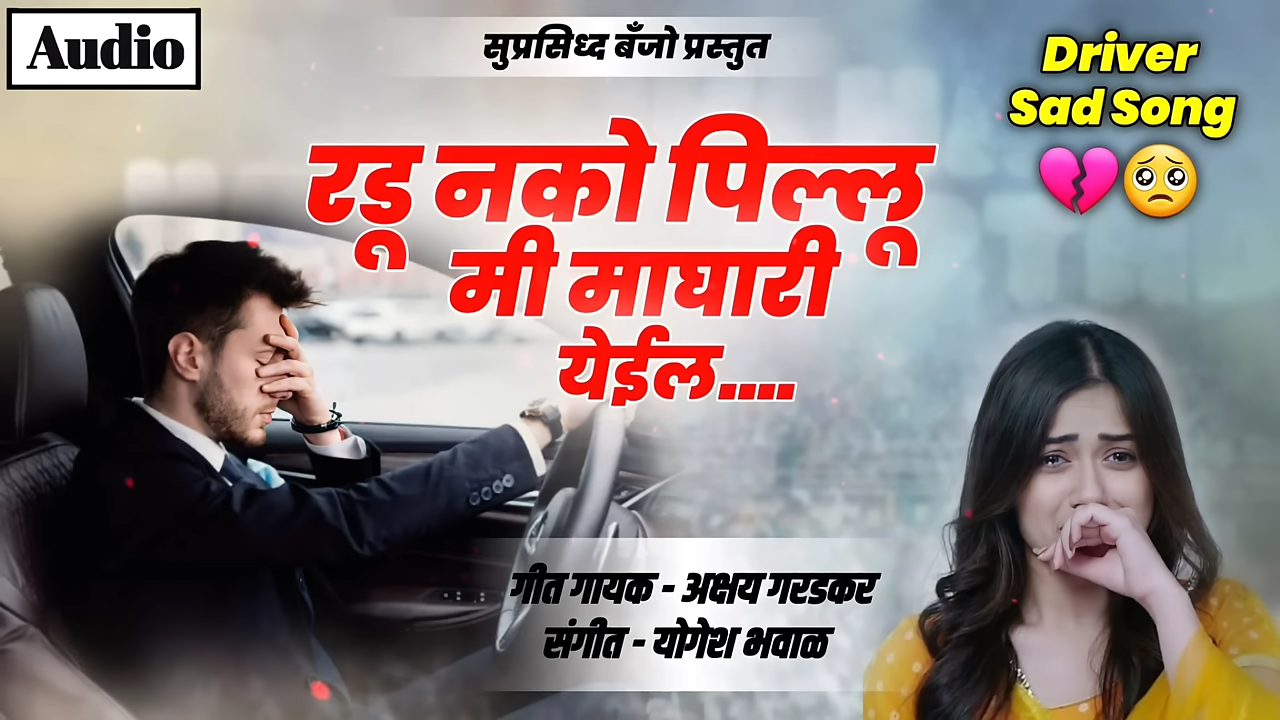 Audio
सुप्रसिध्द बँजो प्रस्तुत
Driver
Sad Song
रडू नको पिल्लू
मी माघारी
येईल....
गीत गायक - अक्षय गरडकर
संगीत - योगेश भवाळ